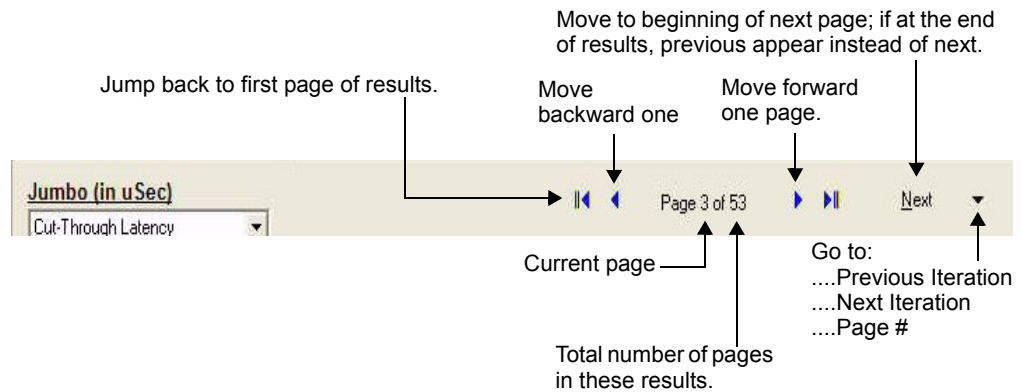 Move to beginning of next page; if at the end
of results, previous appear instead of next.
Jump back to first page of results.
Move
backward one
Move forward
one page.
Jumbo (in uSec)
Page 3 of 53
Next
Cut-Through Latency
Current page
Go to:
....Previous Iteration
....Next Iteration
....Page #
Total number of pages
in these results.